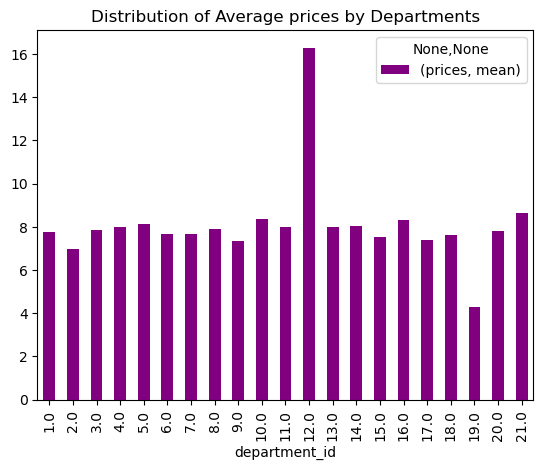 Distribution of Average prices by Departments
None,None
(prices, mean)
16
14
12
10
8
6
4
2
0
1.0 2.0 3.0 4.0 5.0 6.0 7.0 8.0 9.0 10.0 11.0 12.0 13.0 14.0 15.0 16.0 17.0 18.0 19.0 20.0 21.0
department_id